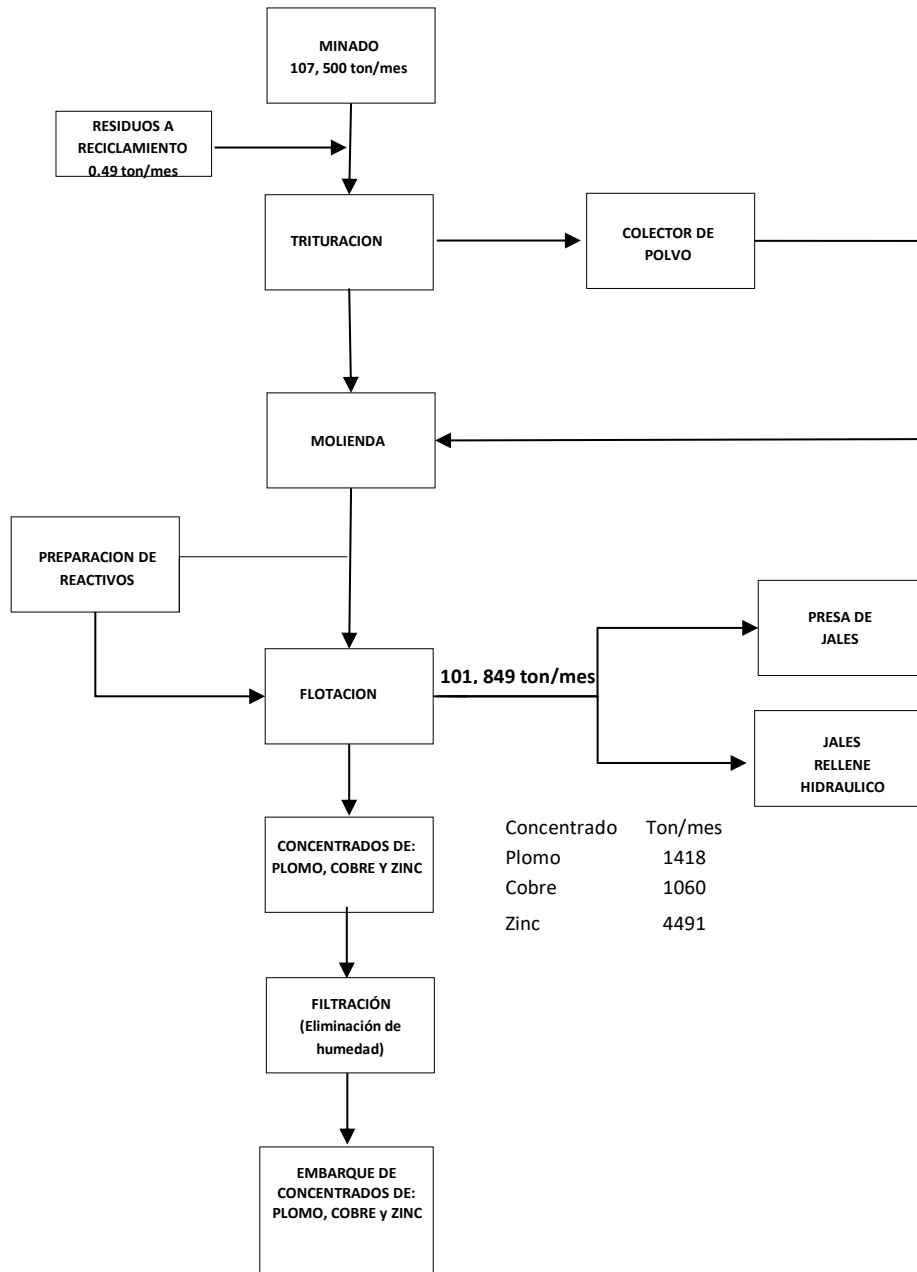 MINADO
107, 500 ton/mes
RESIDUOS A
RECICLAMIENTO
0.49 ton/mes
TRITURACION
COLECTOR DE
POLVO
MOLIENDA
PREPARACION DE
REACTIVOS
PRESA DE
JALES
FLOTACION
101, 849 ton/mes
JALES
RELLENE
HIDRAULICO
CONCENTRADOS DE:
PLOMO, COBRE Y ZINC
Concentrado Ton/mes
Plomo 1418
Cobre 1060
Zinc 4491
FILTRACIÓN
(Eliminación de
humedad)
EMBARQUE DE
CONCENTRADOS DE:
PLOMO, COBRE y ZINC